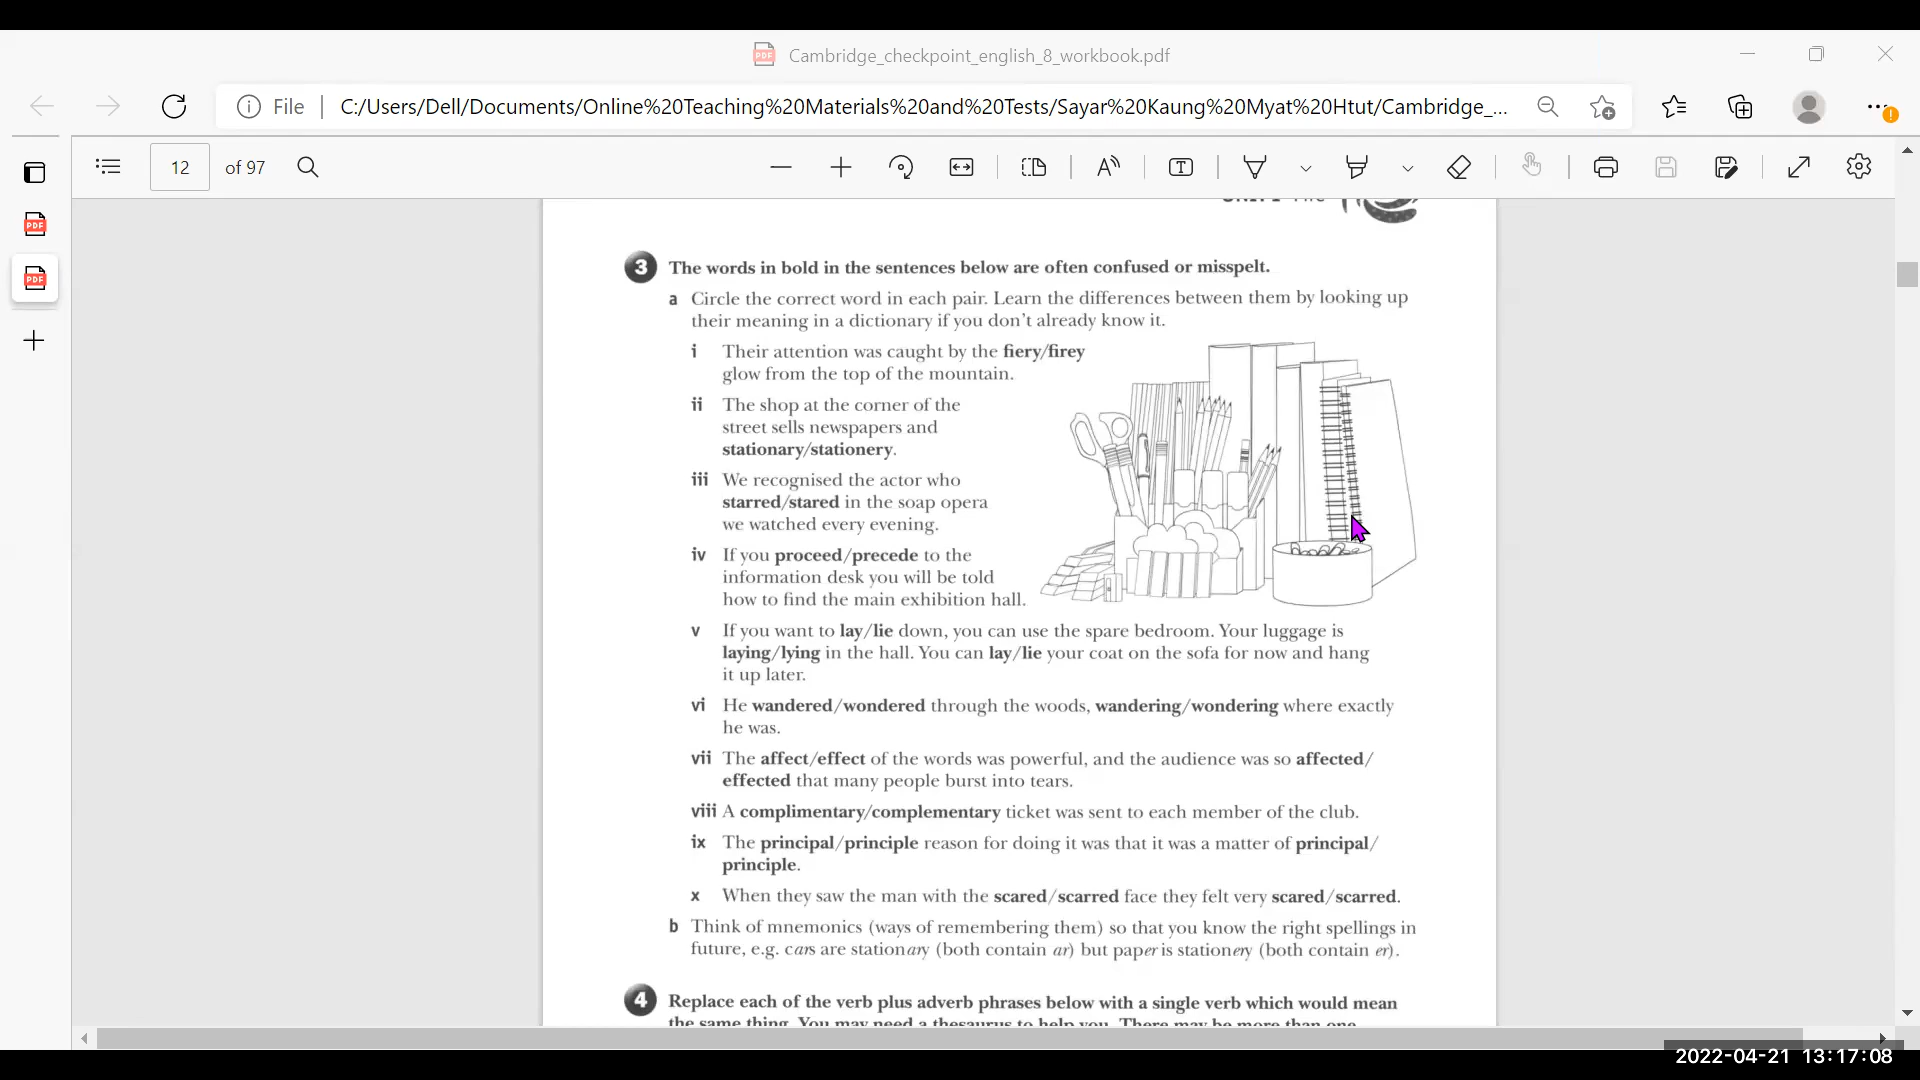 Cambridge_checkpoint_english_8_workbook.pdf
File
C:/Users/Dell/Documents/Online%20Teaching%20Materials%20and%20Tests/Sayar%20Kaung%20Myat%20Htut/Cambridge_...
12 of 97
3 The words in bold in the sentences below are often confused or misspelt.
a Circle the correct word in each pair. Learn the differences between them by looking up
their meaning in a dictionary if you don't already know it.
i Their attention was caught by the fiery/firey
glow from the top of the mountain.
ii The shop at the corner of the
street sells newspapers and
stationary/stationery.
iii We recognised the actor who
starred/stared in the soap opera
we watched every evening.
iv If you proceed/precede to the
information desk you will be told
how to find the main exhibition hall.
v If you want to lay/lie down, you can use the spare bedroom. Your luggage is
laying/lying in the hall. You can lay/lie your coat on the sofa for now and hang
it up later.
vi He wandered/wondered through the woods, wandering/wondering where exactly
he was.
vii The affect/effect of the words was powerful, and the audience was so affected/
effected that many people burst into tears.
viii A complimentary/complementary ticket was sent to each member of the club.
ix The principal/principle reason for doing it was that it was a matter of principal/
principle.
x When they saw the man with the scared/scarred face they felt very scared/scarred.
b Think of mnemonics (ways of remembering them) so that you know the right spellings in
future, e.g. cars are stationary (both contain ar) but paper is stationery (both contain er).
4 Replace each of the verb plus adverb phrases below with a single verb which would mean
the same thing. You may need a thesaurus to help you. There may be more than one
2022-04-21 13:17:08